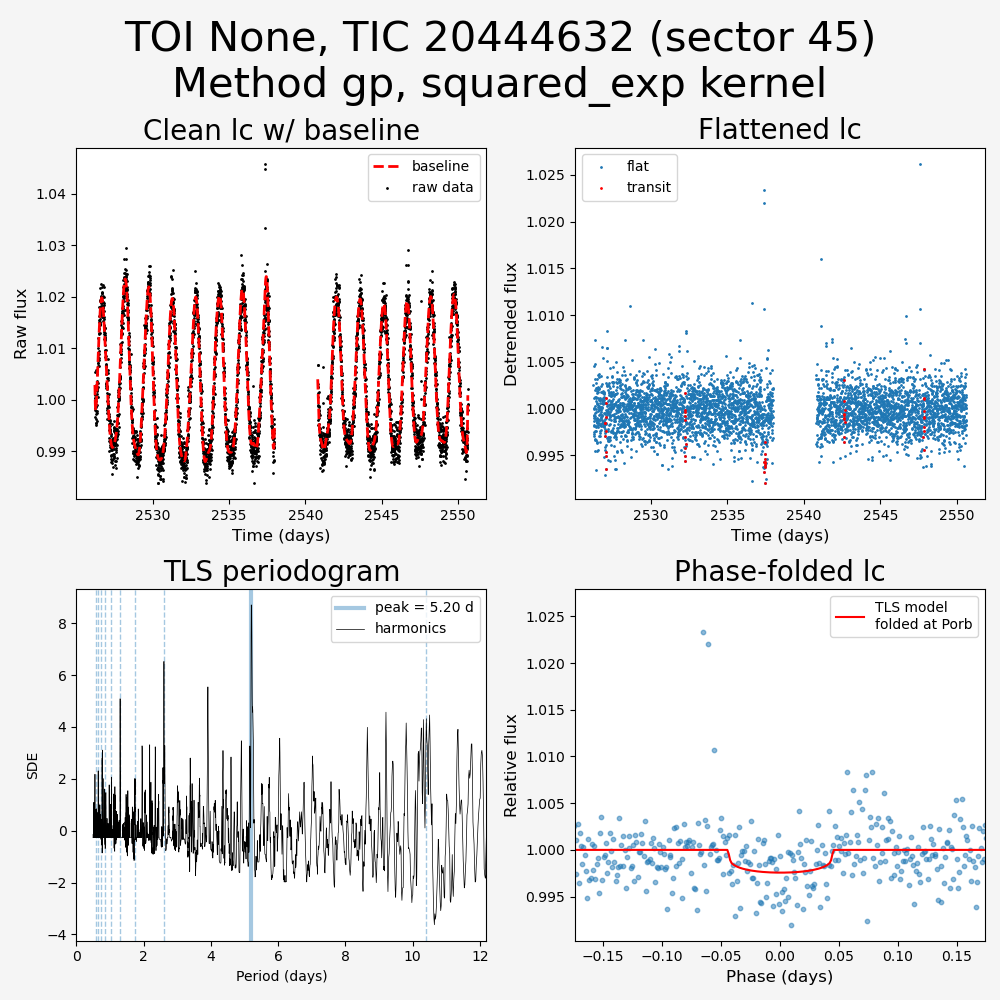 TOI None, TIC 20444632 (sector 45)
Method gp, squared_exp kernel
Clean lc w/ baseline
Raw flux
1.04
1.03
1.02
1.01
1.00
0.99
baseline
raw data
2530
2535
2540
2545
2550
Time (days)
Flattened lc
Detrended flux
1.025
1.020
1.015
1.010
1.005
1.000
0.995
flat
transit
2530
2535
2540
2545
2550
Time (days)
TLS periodogram
SDE
8
6
4
2
0
−2
−4
peak = 5.20 d
harmonics
0
2
4
6
8
10
12
Period (days)
Phase-folded lc
Relative flux
1.025
1.020
1.015
1.010
1.005
1.000
0.995
TLS model
folded at Porb
−0.15
−0.10
−0.05
0.00
0.05
0.10
0.15
Phase (days)